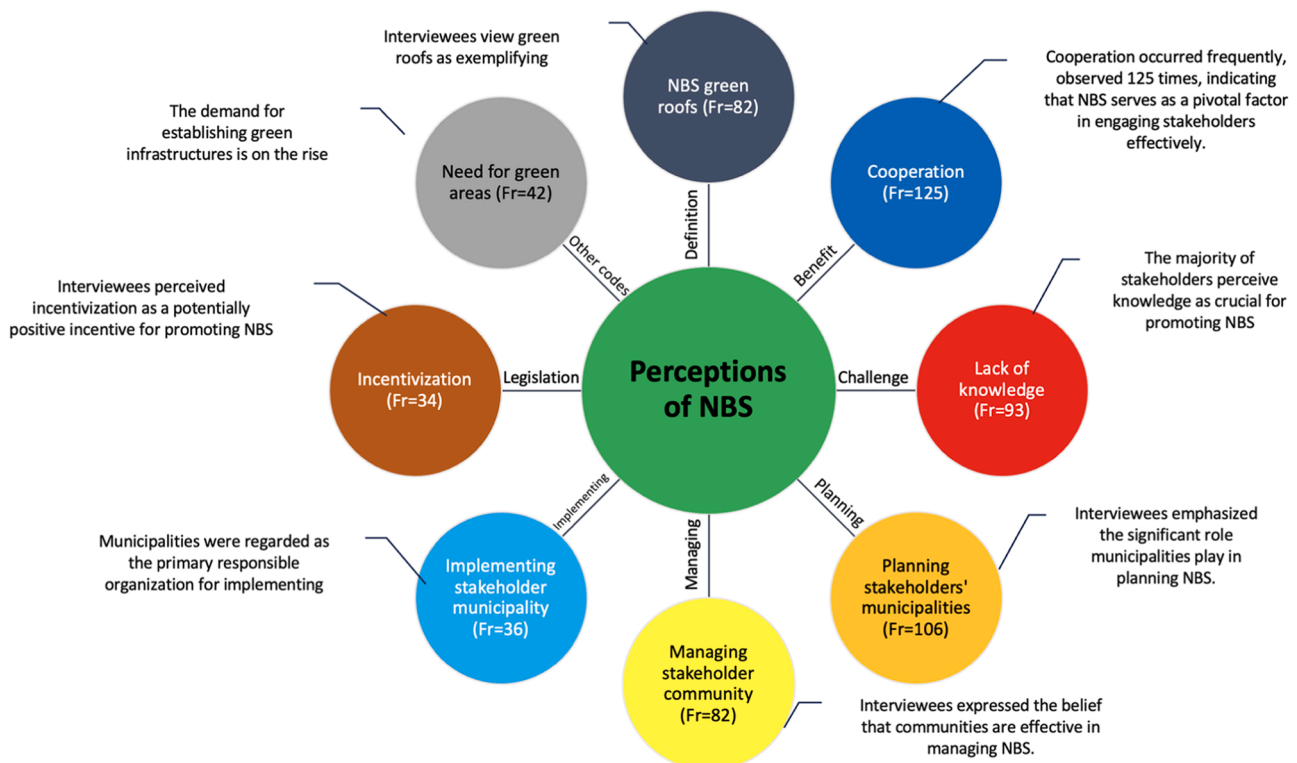 Interviewees view green
roofs as exemplifying
NBS green
roofs (Fr=82)
Definition
Cooperation occurred frequently,
observed 125 times, indicating
that NBS serves as a pivotal factor
in engaging stakeholders
effectively.
Cooperation
(Fr=125)
Benefit
The majority of
stakeholders perceive
knowledge as crucial for
promoting NBS
Lack of
knowledge
(Fr=93)
Challenge
Interviewees emphasized
the significant role
municipalities play in
planning NBS.
Planning
stakeholders'
municipalities
(Fr=106)
Planning
Interviewees expressed the belief
that communities are effective in
managing NBS.
Managing
stakeholder
community
(Fr=82)
Managing
Municipalities were regarded as
the primary responsible
organization for implementing
Implementing
stakeholder
municipality
(Fr=36)
Implementing
Interviewees perceived
incentivization as a potentially
positive incentive for promoting NBS
Incentivization
(Fr=34)
Legislation
The demand for
establishing green
infrastructures is on the rise
Need for green
areas (Fr=42)
Other codes
Perceptions
of NBS